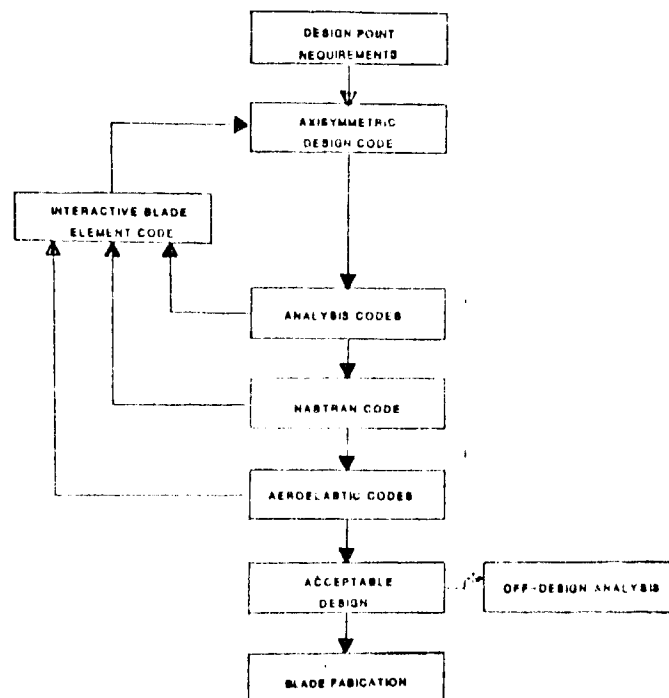 DESIGN POINT
REQUIREMENTS
AXISYMMETRIC
DESIGN CODE
INTERACTIVE BLADE
ELEMENT CODE
ANALYSIS CODES
NASTRAN CODE
AEROELASTIC CODES
ACCEPTABLE
DESIGN
OFF-DESIGN ANALYSIS
BLADE FABICATION